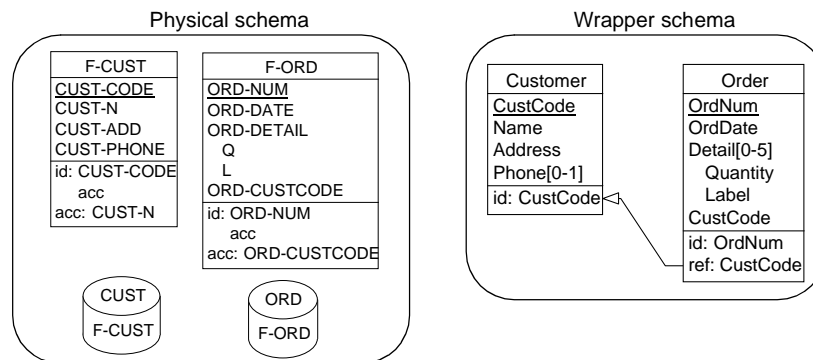 Physical schema
F-CUST
CUST-CODE
CUST-N
CUST-ADD
CUST-PHONE
id: CUST-CODE
acc
acc: CUST-N
F-ORD
ORD-NUM
ORD-DATE
ORD-DETAIL
Q
L
ORD-CUSTCODE
id: ORD-NUM
acc
acc: ORD-CUSTCODE
CUST
F-CUST
ORD
F-ORD
Wrapper schema
Customer
CustCode
Name
Address
Phone[0-1]
id: CustCode
Order
OrdNum
OrdDate
Detail[0-5]
Quantity
Label
CustCode
id: OrdNum
ref: CustCode